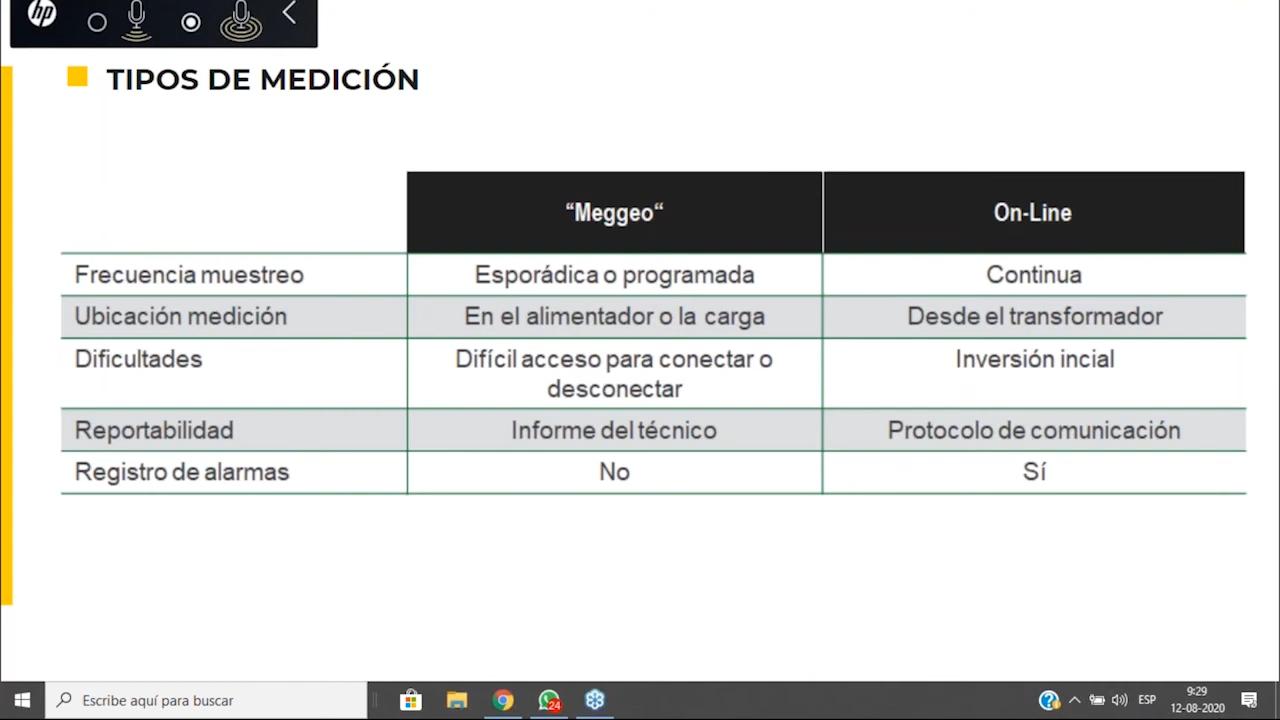 hp
TIPOS DE MEDICIÓN
“Meggeo“ On-Line
Frecuencia muestreo Esporádica o programada Continua
Ubicación medición En el alimentador o la carga Desde el transformador
Dificultades Difícil acceso para conectar o Inversión incial
desconectar
Reportabilidad Informe del técnico Protocolo de comunicación
Registro de alarmas No Sí
Escribe aquí para buscar 24 ESP 9:29
12-08-2020